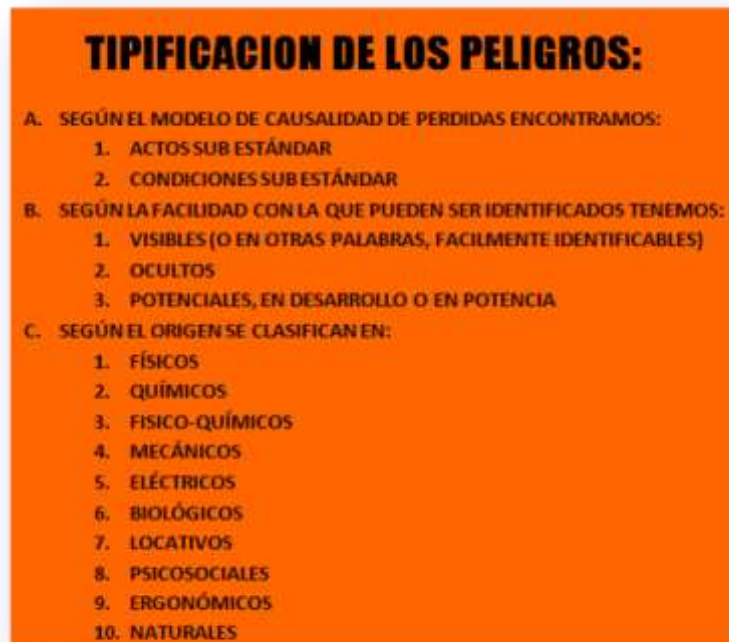 TIPIFICACION DE LOS PELIGROS:
A. SEGÚN EL MODELO DE CAUSALIDAD DE PERDIDAS ENCONTRAMOS:
1. ACTOS SUB ESTÁNDAR
2. CONDICIONES SUB ESTÁNDAR
B. SEGÚN LA FACILIDAD CON LA QUE PUEDEN SER IDENTIFICADOS TENEMOS:
1. VISIBLES (O EN OTRAS PALABRAS, FACILMENTE IDENTIFICABLES)
2. OCULTOS
3. POTENCIALES, EN DESARROLLO O EN POTENCIA
C. SEGÚN EL ORIGEN SE CLASIFICAN EN:
1. FÍSICOS
2. QUÍMICOS
3. FISICO-QUÍMICOS
4. MECÁNICOS
5. ELÉCTRICOS
6. BIOLÓGICOS
7. LOCATIVOS
8. PSICOSOCIALES
9. ERGONÓMICOS
10. NATURALES